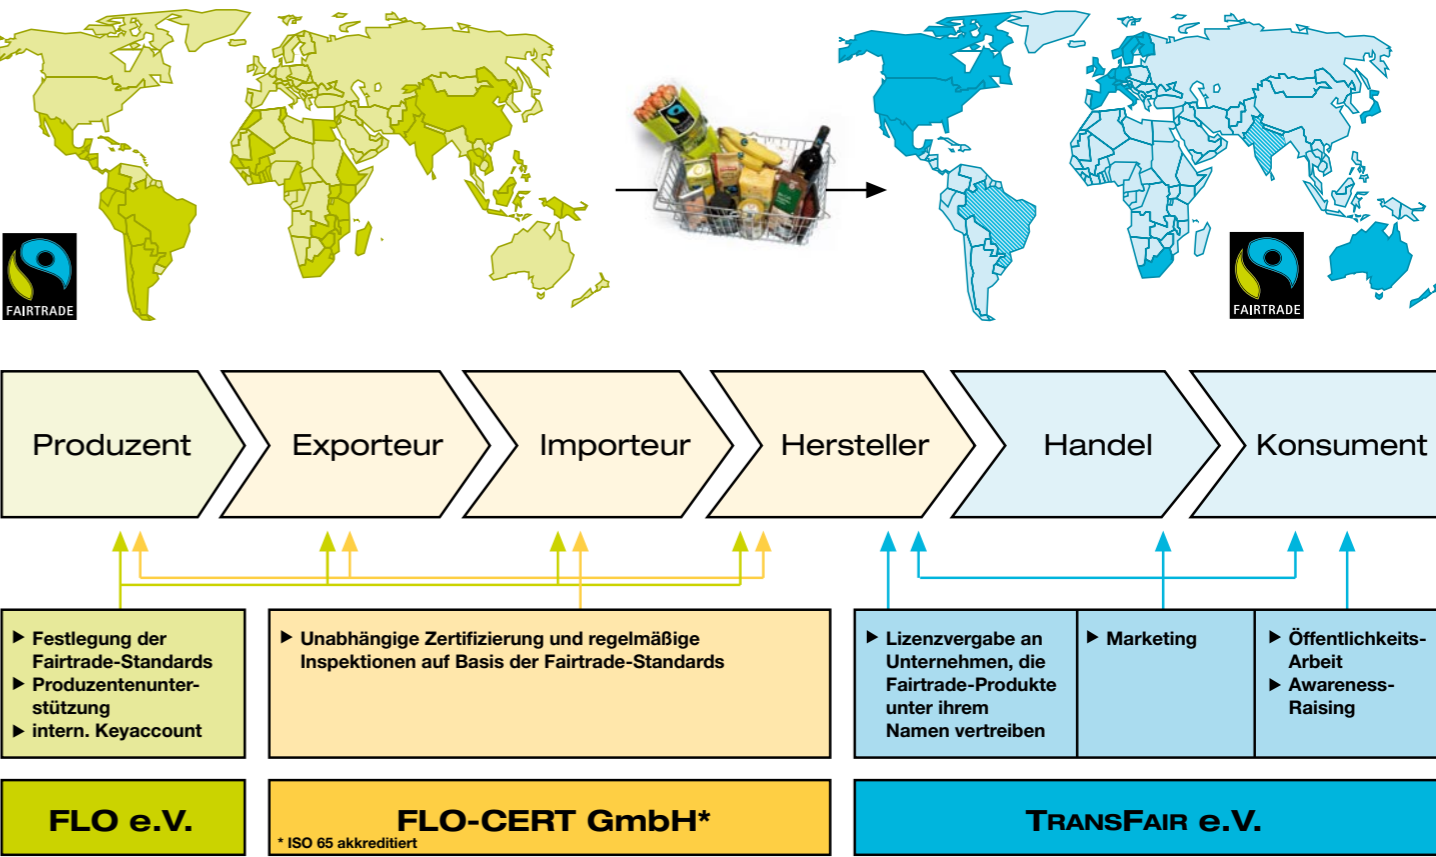 FAIRTRADE
FAIRTRADE
Produzent
Exporteur
Importeur
Hersteller
Handel
Konsument
▶ Festlegung der
Fairtrade-Standards
▶ Produzentenunter-
stützung
▶ intern. Keyaccount
▶ Unabhängige Zertifizierung und regelmäßige
Inspektionen auf Basis der Fairtrade-Standards
▶ Lizenzvergabe an
Unternehmen, die
Fairtrade-Produkte
unter ihrem
Namen vertreiben
▶ Marketing
▶ Öffentlichkeits-
Arbeit
▶ Awareness-
Raising
FLO e.V.
FLO-CERT GmbH*
* ISO 65 akkreditiert
TRANSFAIR e.V.